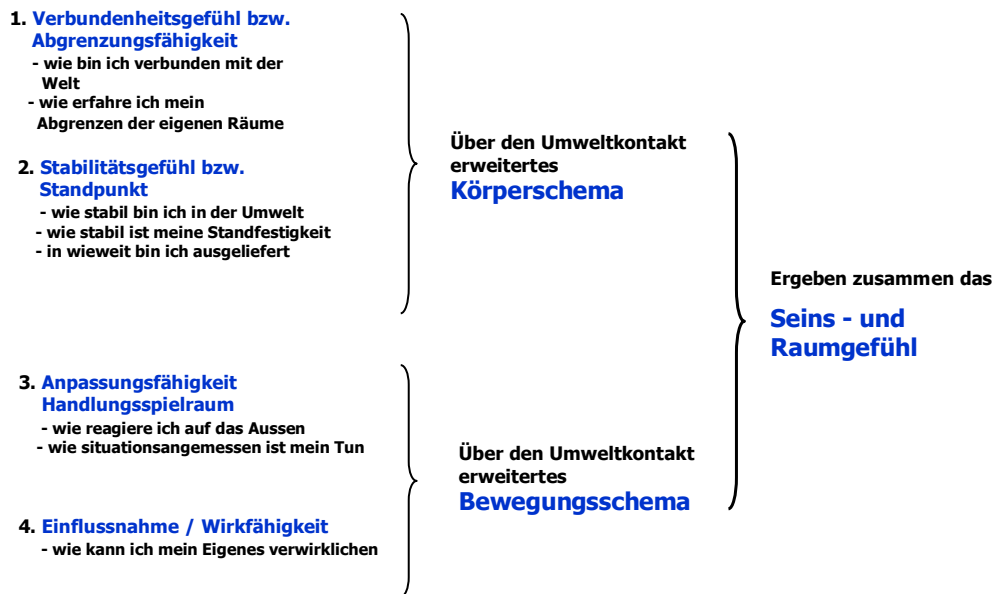 1. Verbundenheitsgefühl bzw.
Abgrenzungsfähigkeit
- wie bin ich verbunden mit der
Welt
- wie erfahre ich mein
Abgrenzen der eigenen Räume
2. Stabilitätsgefühl bzw.
Standpunkt
- wie stabil bin ich in der Umwelt
- wie stabil ist meine Standfestigkeit
- in wieweit bin ich ausgeliefert
Über den Umweltkontakt
erweitertes
Körperschema
3. Anpassungsfähigkeit
Handlungsspielraum
- wie reagiere ich auf das Aussen
- wie situationsangemessen ist mein Tun
4. Einflussnahme / Wirkfähigkeit
- wie kann ich mein Eigenes verwirklichen
Über den Umweltkontakt
erweitertes
Bewegungsschema
Ergeben zusammen das
Seins - und
Raumgefühl